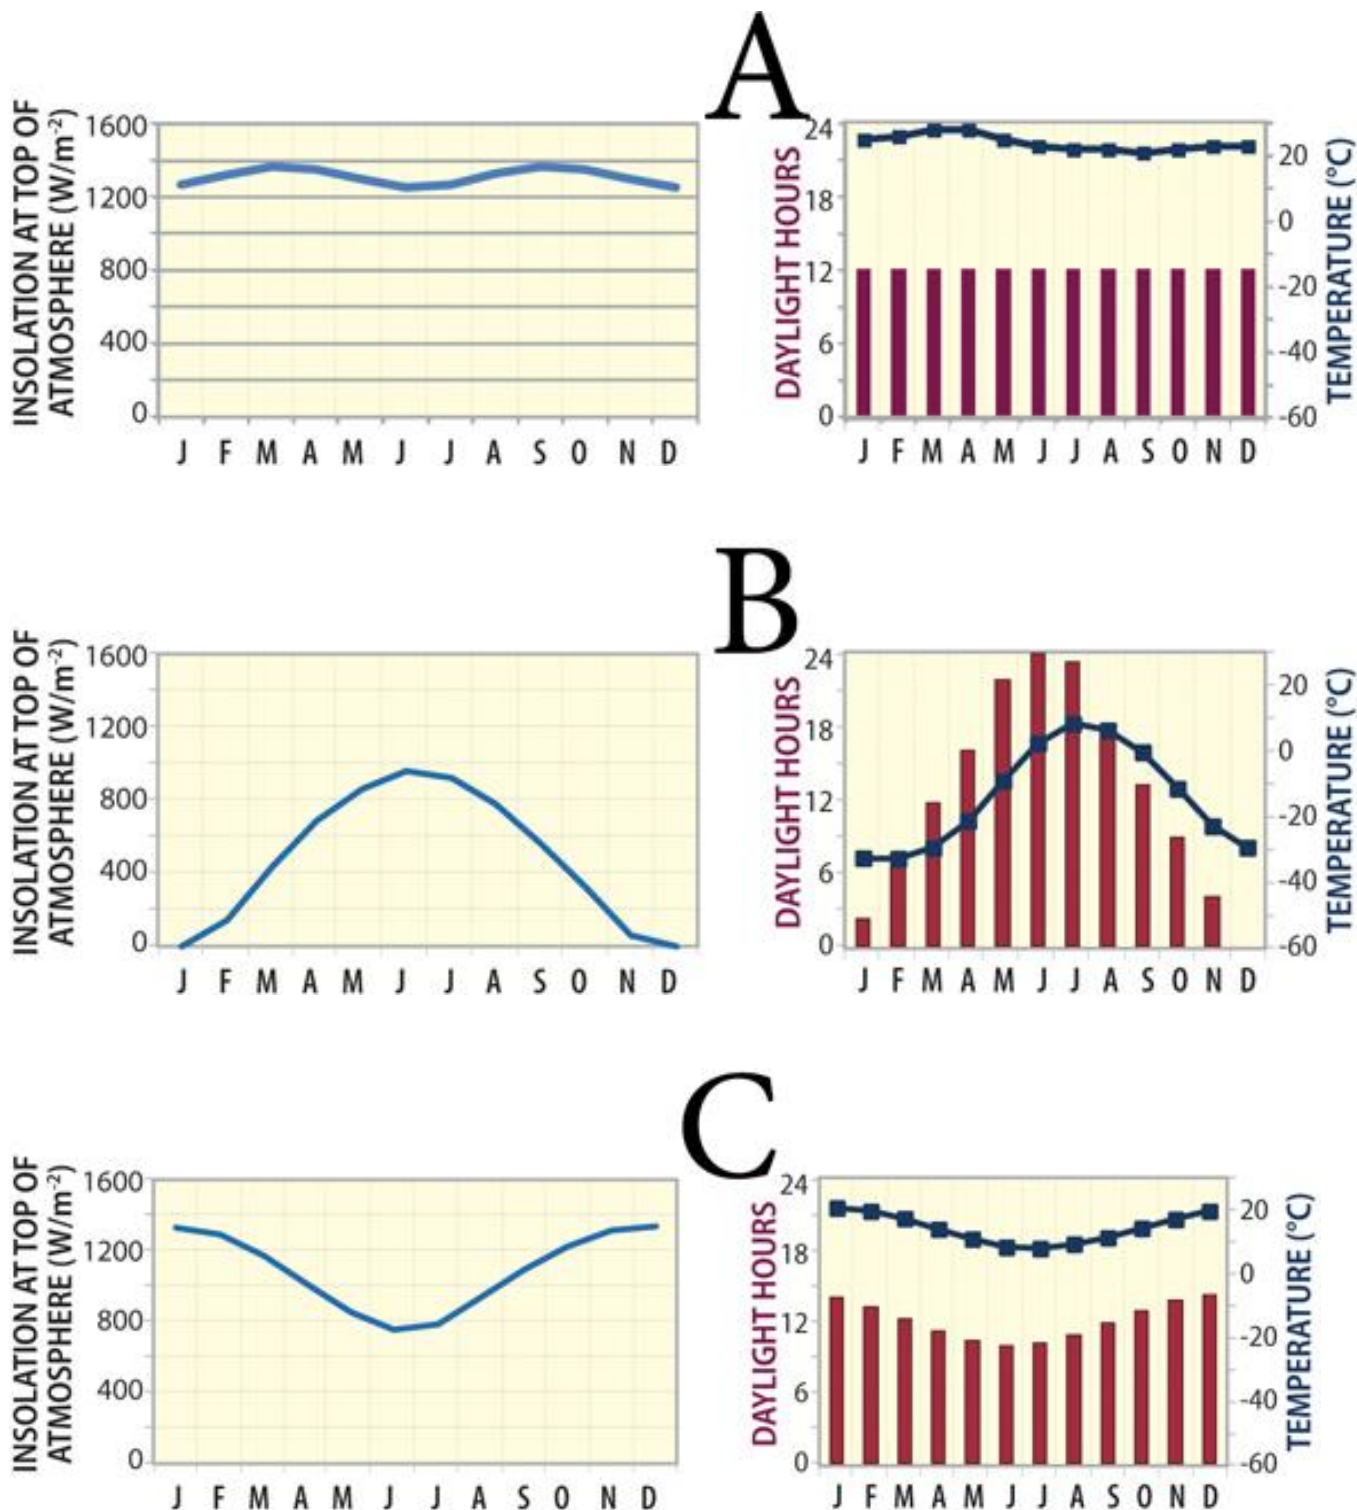 A
INSOLATION AT TOP OF
ATMOSPHERE (W/m-2)
1600
1200
800
400
0
J F M A M J J A S O N D
DAYLIGHT HOURS
24
18
12
6
0
20
0
-20
-40
-60
TEMPERATURE (°C)
J F M A M J J A S O N D
B
INSOLATION AT TOP OF
ATMOSPHERE (W/m-2)
1600
1200
800
400
0
J F M A M J J A S O N D
DAYLIGHT HOURS
24
18
12
6
0
20
0
-20
-40
-60
TEMPERATURE (°C)
J F M A M J J A S O N D
C
INSOLATION AT TOP OF
ATMOSPHERE (W/m-2)
1600
1200
800
400
0
J F M A M J J A S O N D
DAYLIGHT HOURS
24
18
12
6
0
20
0
-20
-40
-60
TEMPERATURE (°C)
J F M A M J J A S O N D